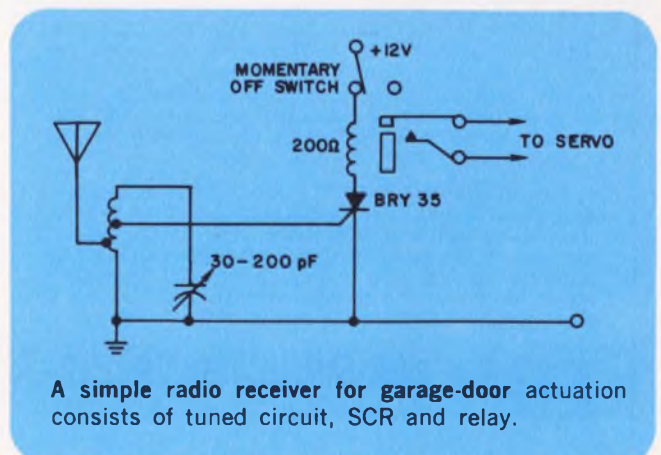 +12V
MOMENTARY
OFF SWITCH
200Ω
TO SERVO
BRY 35
30-200 pF
A simple radio receiver for garage-door actuation
consists of tuned circuit, SCR and relay.